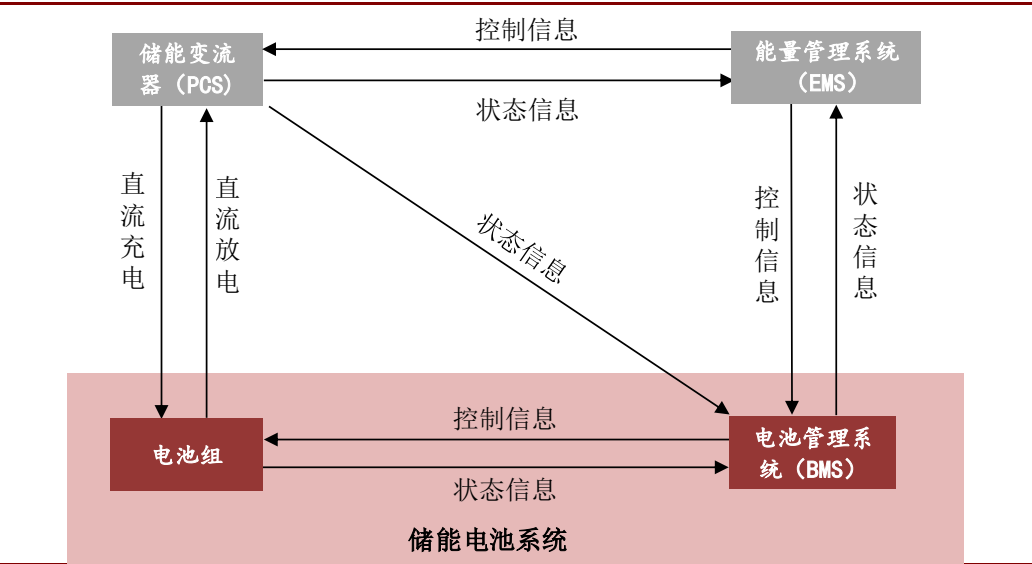 控制信息
储能变流
器（PCS）
能量管理系统
（EMS）
状态信息
直流充电
直流放电
状态信息
控制信息
状态信息
控制信息
电池组
电池管理系
统（BMS）
状态信息
储能电池系统